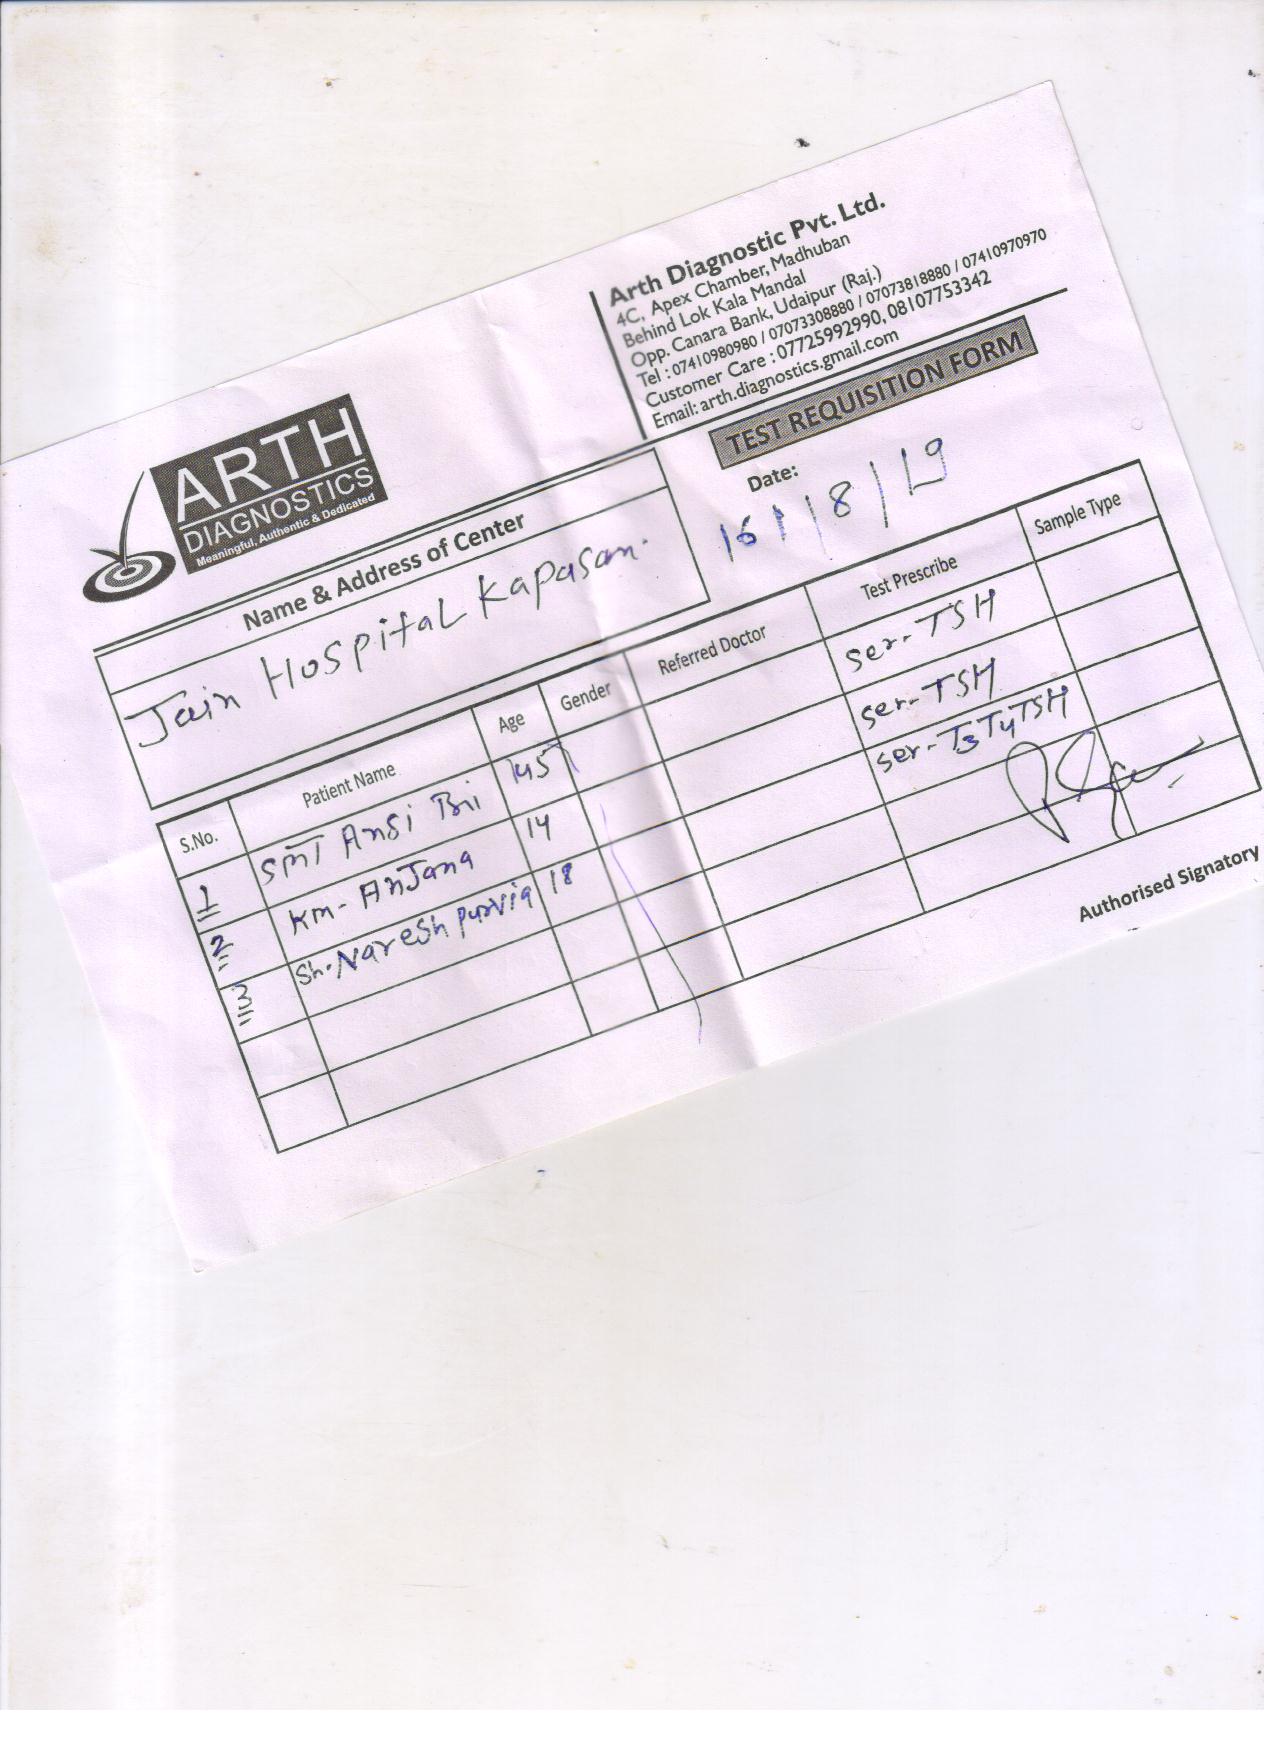 Arth Diagnostic Pvt. Ltd.
4C, Apex Chamber, Madhuban
Behind Lok Kala Mandal
Opp. Canara Bank, Udaipur (Raj.)
Tel : 07410980980 / 07073308880 / 07073818880 / 07410970970
Customer Care : 07725992990, 08107753342
Email: arth.diagnostics.gmail.com
ARTH
DIAGNOSTICS
Meaningful, Authentic & Dedicated
TEST REQUISITION FORM
Name & Address of Center
Date:
Jain Hospital Kapasan.
16 / 8 / 19
S.No. Patient Name Age Gender Referred Doctor Test Prescribe Sample Type
1 SMT Ansi Bai 45 ser-TSH
2 Km- Anjana 14 ser-TSH
3 Sh.Naresh purvia 18 ser-T3T4TSH
Authorised Signatory